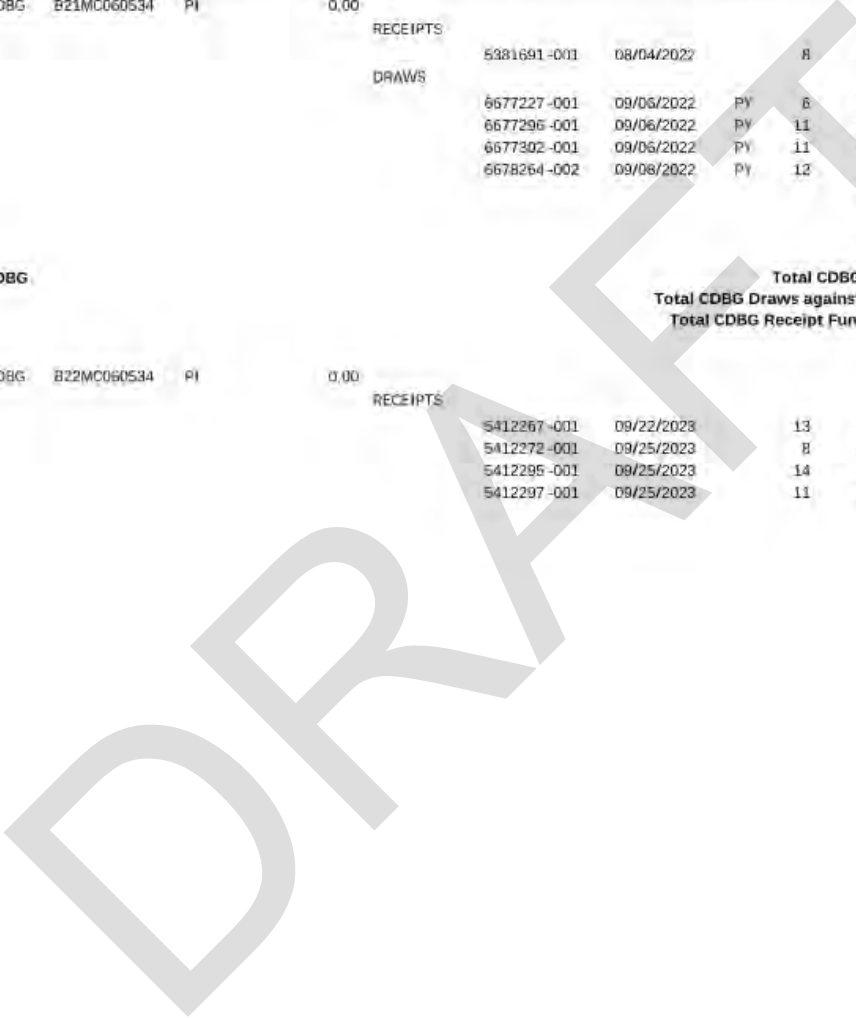 DBG B21MC060534 PI 0.00
RECEIPTS
5381691 -001 08/04/2022 8
DRAWS
6677227 -001 09/06/2022 PY 6
6677296 -001 09/06/2022 PY 11
6677302 -001 09/06/2022 PY 11
6678264 -002 09/08/2022 PY 12
DBG Total CDBG
Total CDBG Draws agains
Total CDBG Receipt Fun
DBG B22MC060534 PI 0.00
RECEIPTS
5412267 -001 09/22/2023 13
5412272 -001 09/25/2023 8
5412295 -001 09/25/2023 14
5412297 -001 09/25/2023 11
DRAFT